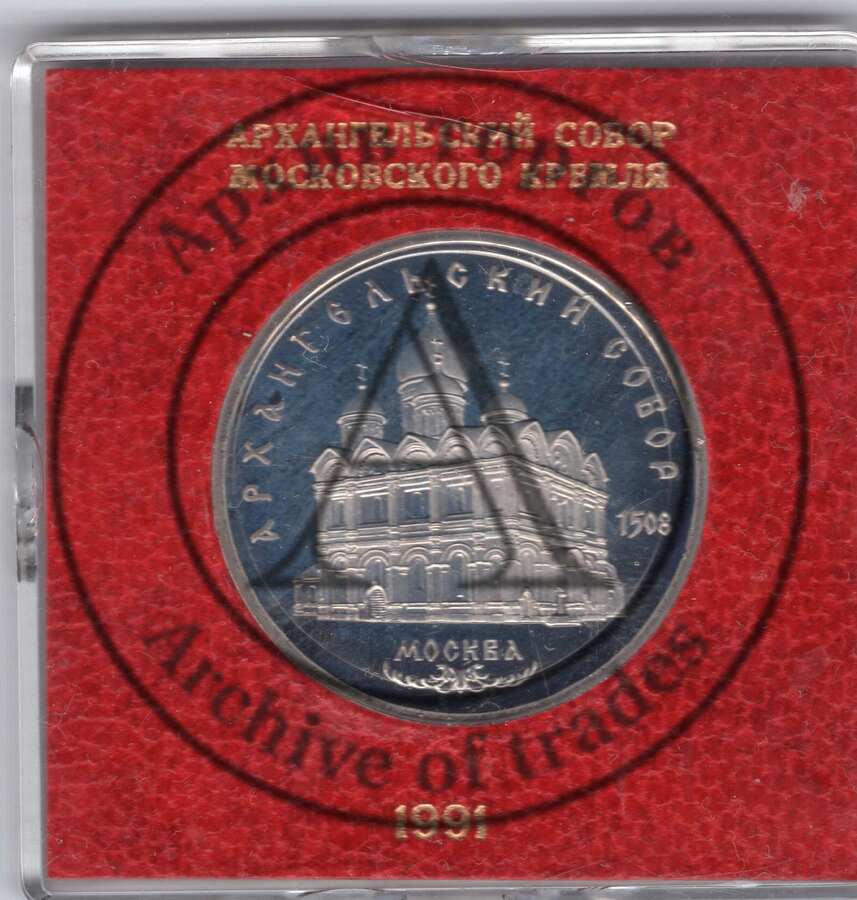 АРХАНГЕЛЬСКИЙ СОБОР
МОСКОВСКОГО КРЕМЛЯ
АРХАНГЕЛЬСКИЙ СОБОР
1508
МОСКВА
1991
Archive of trades